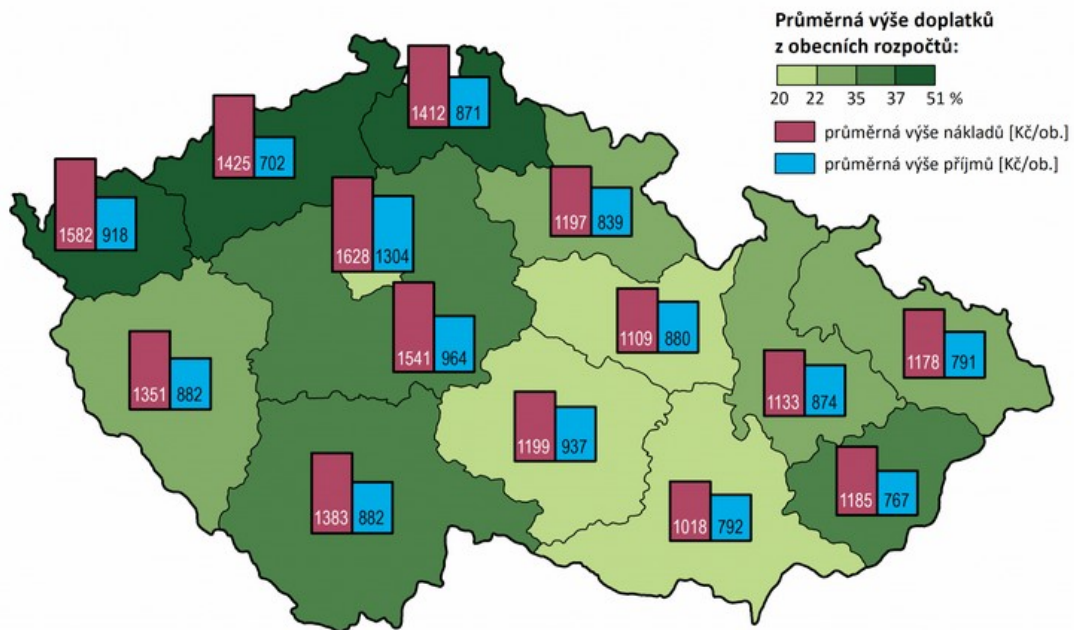 Průměrná výše doplatků
z obecních rozpočtů:
20 22 35 37 51 %
průměrná výše nákladů [Kč/ob.]
průměrná výše příjmů [Kč/ob.]
1412 871
1425 702
1582 918
1628 1304
1197 839
1541 964
1109 880
1351 882
1178 791
1133 874
1199 937
1383 882
1185 767
1018 792